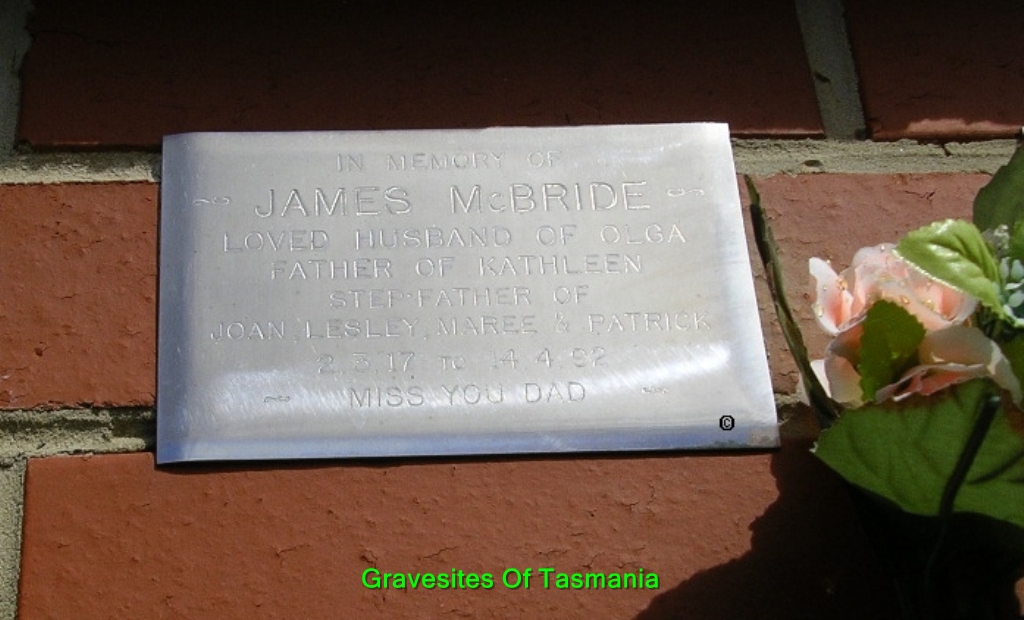 IN MEMORY OF
~ JAMES McBRIDE ~
LOVED HUSBAND OF OLGA
FATHER OF KATHLEEN
STEP-FATHER OF
JOAN, LESLEY, MAREE & PATRICK
2.3.17 TO 14.4.92
~ MISS YOU DAD ~
©
Gravesites Of Tasmania